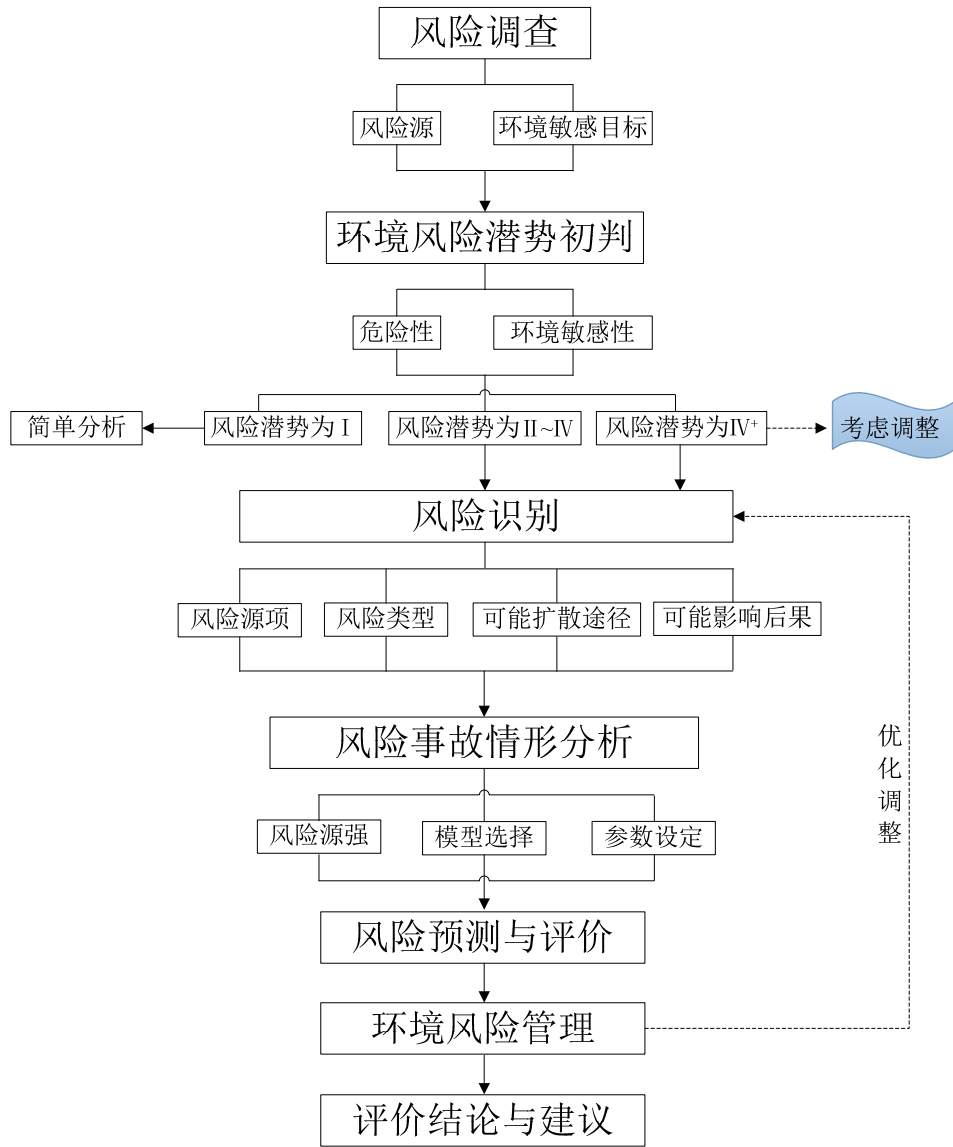 风险调查
风险源
环境敏感目标
环境风险潜势初判
危险性
环境敏感性
简单分析
风险潜势为Ⅰ
风险潜势为Ⅱ~Ⅳ
风险潜势为Ⅳ⁺
考虑调整
风险识别
风险源项
风险类型
可能扩散途径
可能影响后果
风险事故情形分析
优化调整
风险源强
模型选择
参数设定
风险预测与评价
环境风险管理
评价结论与建议